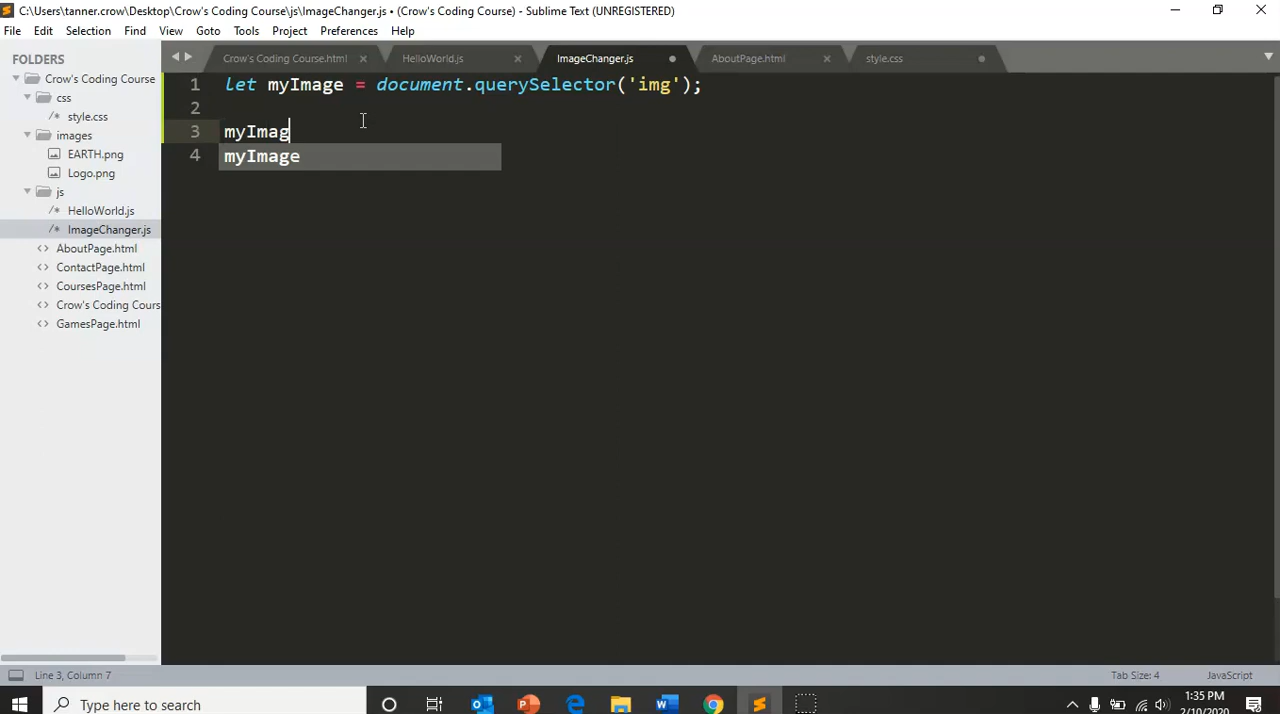 C:\Users\tanner.crow\Desktop\Crow's Coding Course\js\ImageChanger.js • (Crow's Coding Course) - Sublime Text (UNREGISTERED)
File Edit Selection Find View Goto Tools Project Preferences Help
FOLDERS
Crow's Coding Course
css
/* style.css
images
EARTH.png
Logo.png
js
/* HelloWorld.js
/* ImageChanger.js
<> AboutPage.html
<> ContactPage.html
<> CoursesPage.html
<> Crow's Coding Cours
<> GamesPage.html
Crow's Coding Course.html HelloWorld.js ImageChanger.js AboutPage.html style.css
1 let myImage = document.querySelector('img');
2
3 myImag
myImage
4
Line 3, Column 7 Tab Size: 4 JavaScript
Type here to search
1:35 PM
2/10/2020